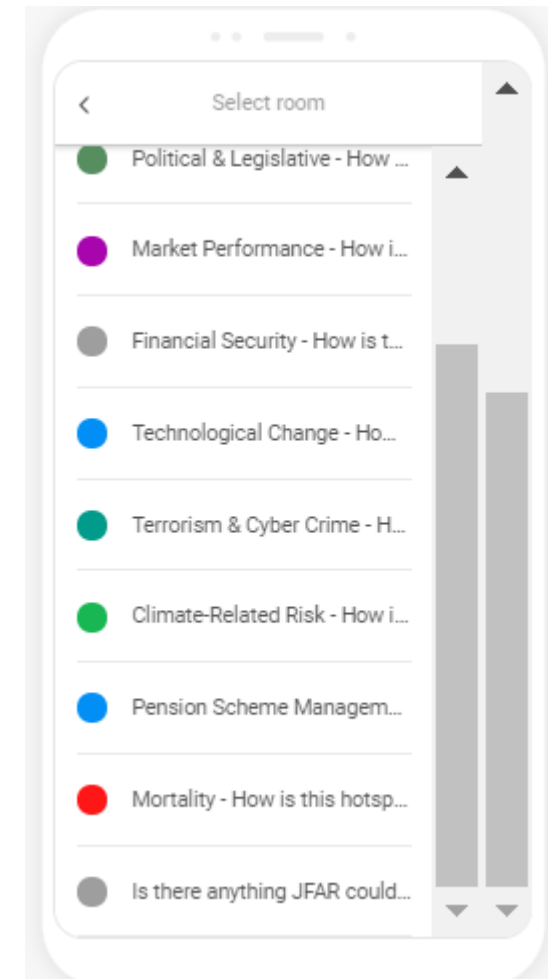 Select room
Political & Legislative - How ...
Market Performance - How i...
Financial Security - How is t...
Technological Change - Ho...
Terrorism & Cyber Crime - H...
Climate-Related Risk - How i...
Pension Scheme Managem...
Mortality - How is this hotsp...
Is there anything JFAR could...